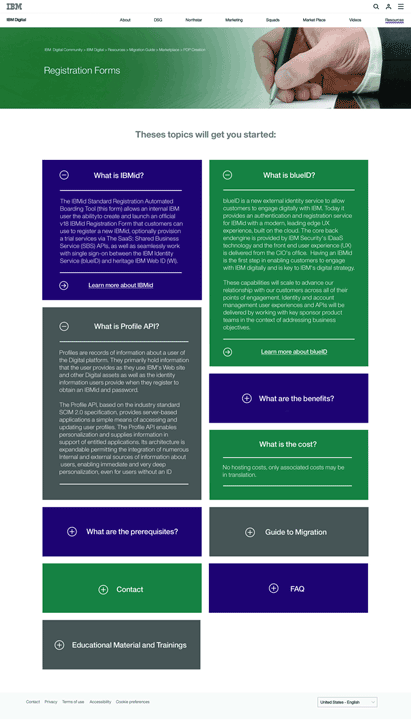 IBM
IBM Digital
About
DSG
Northstar
Marketing
Squads
Market Place
Videos
Resources
IBM Digital Community > IBM Digital > Resources > Migration Guide > Marketplace > PDP Creation
Registration Forms
Theses topics will get you started:
What is IBMid?
The IBMid Standard Registration Automated
Boarding Tool (this form) allows an internal IBM
user the abilityto create and launch an official
v18 IBMid Registration Form that customers can
use to register a new IBMid, optionally provision
a trial services via The SaaS: Shared Business
Service (SBS) APIs, as well as seamlessly work
with single sign-on between the IBM Identity
Service (blueID) and heritage IBM Web ID (WI).
Learn more about IBMid
What is blueID?
blueID is a new external identity service to allow
customers to engage digitally with IBM. Today it
provides an authentication and registration service
for IBMid with a modern, leading edge user
experience, built on the cloud. The core back
endengine is provided by IBM Security's IDaaS
technology and the front end user experience (UX)
is delivered from the CIO's office. Having an IBMid
is the first step in enabling customers to engage
with IBM digitally and is key to IBM's digital strategy.
These capabilities will scale to advance our
relationship with our customers across all of their
points of engagement. Identity and account
management user experiences and APIs will be
delivered by working with key sponsor product
teams in the context of addressing business
objectives.
Learn more about blueID
What is Profile API?
Profiles are records of information about a user of
the Digital platform. They primarily hold information
that the user provides as they use IBM's Web site
and other Digital assets as well as the identity
information users provide when they register to
obtain an IBMid and password.
The Profile API, based on the industry standard
SCIM 2.0 specification, provides server-based
applications a simple means of accessing and
updating user profiles. The Profile API enables
personalization and supplies information in
support of entitled applications. Its architecture is
expandable permitting the integration of numerous
Internal and external sources of information about
users, enabling immediate and very deep
personalization, even for users without an ID
What are the benefits?
What is the cost?
No hosting costs, only associated costs may be
in translation.
What are the prerequisites?
Guide to Migration
Contact
FAQ
Educational Material and Trainings
Contact
Privacy
Terms of use
Accessibility
Cookie preferences
United States - English